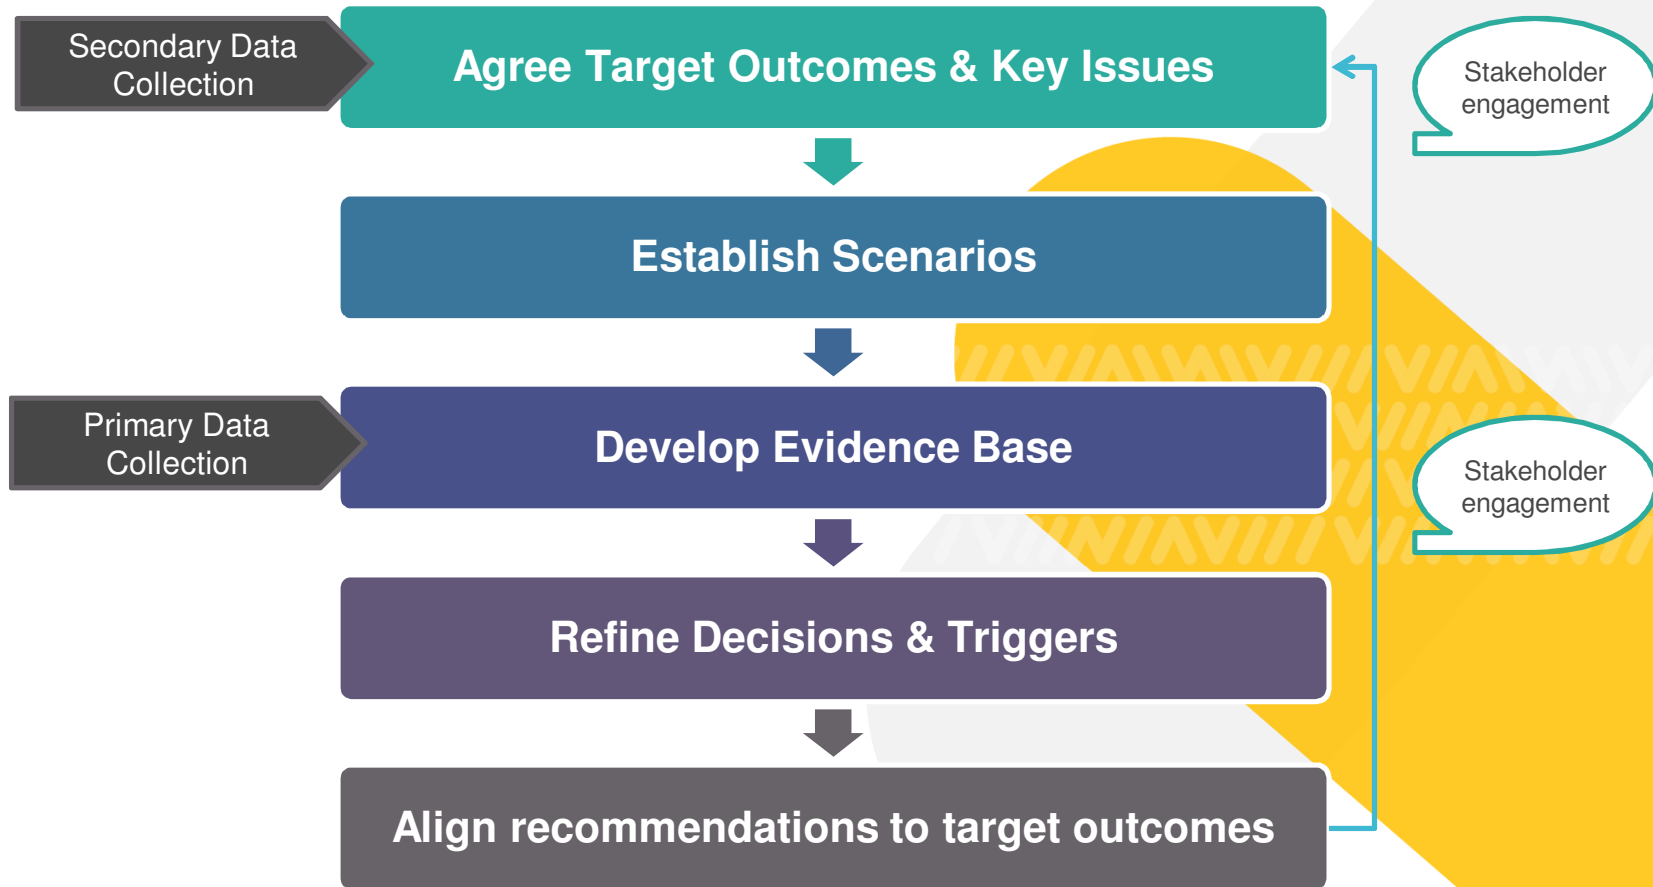 Secondary Data
Collection
Agree Target Outcomes & Key Issues
Stakeholder
engagement
Establish Scenarios
Primary Data
Collection
Develop Evidence Base
Stakeholder
engagement
Refine Decisions & Triggers
Align recommendations to target outcomes